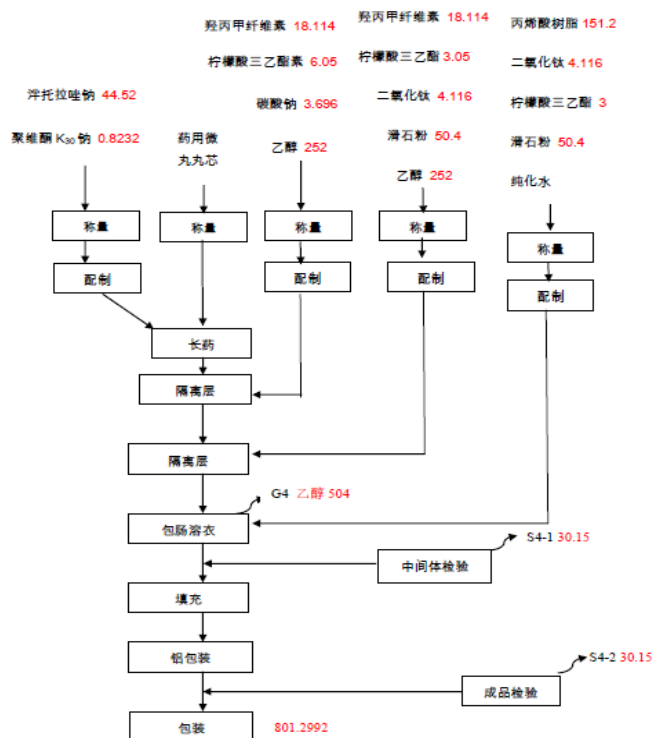 羟丙甲纤维素 18.114
柠檬酸三乙酯素 6.05
碳酸钠 3.696
乙醇 252
羟丙甲纤维素 18.114
柠檬酸三乙酯 3.05
二氧化钛 4.116
滑石粉 50.4
乙醇 252
丙烯酸树脂 151.2
二氧化钛 4.116
柠檬酸三乙酯 3
滑石粉 50.4
纯化水
泮托拉唑钠 44.52
聚维酮 K30 钠 0.8232
药用微
丸丸芯
称量
称量
称量
称量
称量
配制
配制
配制
配制
长药
隔离层
隔离层
G4 乙醇 504
包肠溶衣
S4-1 30.15
中间体检验
填充
铝包装
S4-2 30.15
成品检验
包装
801.2992